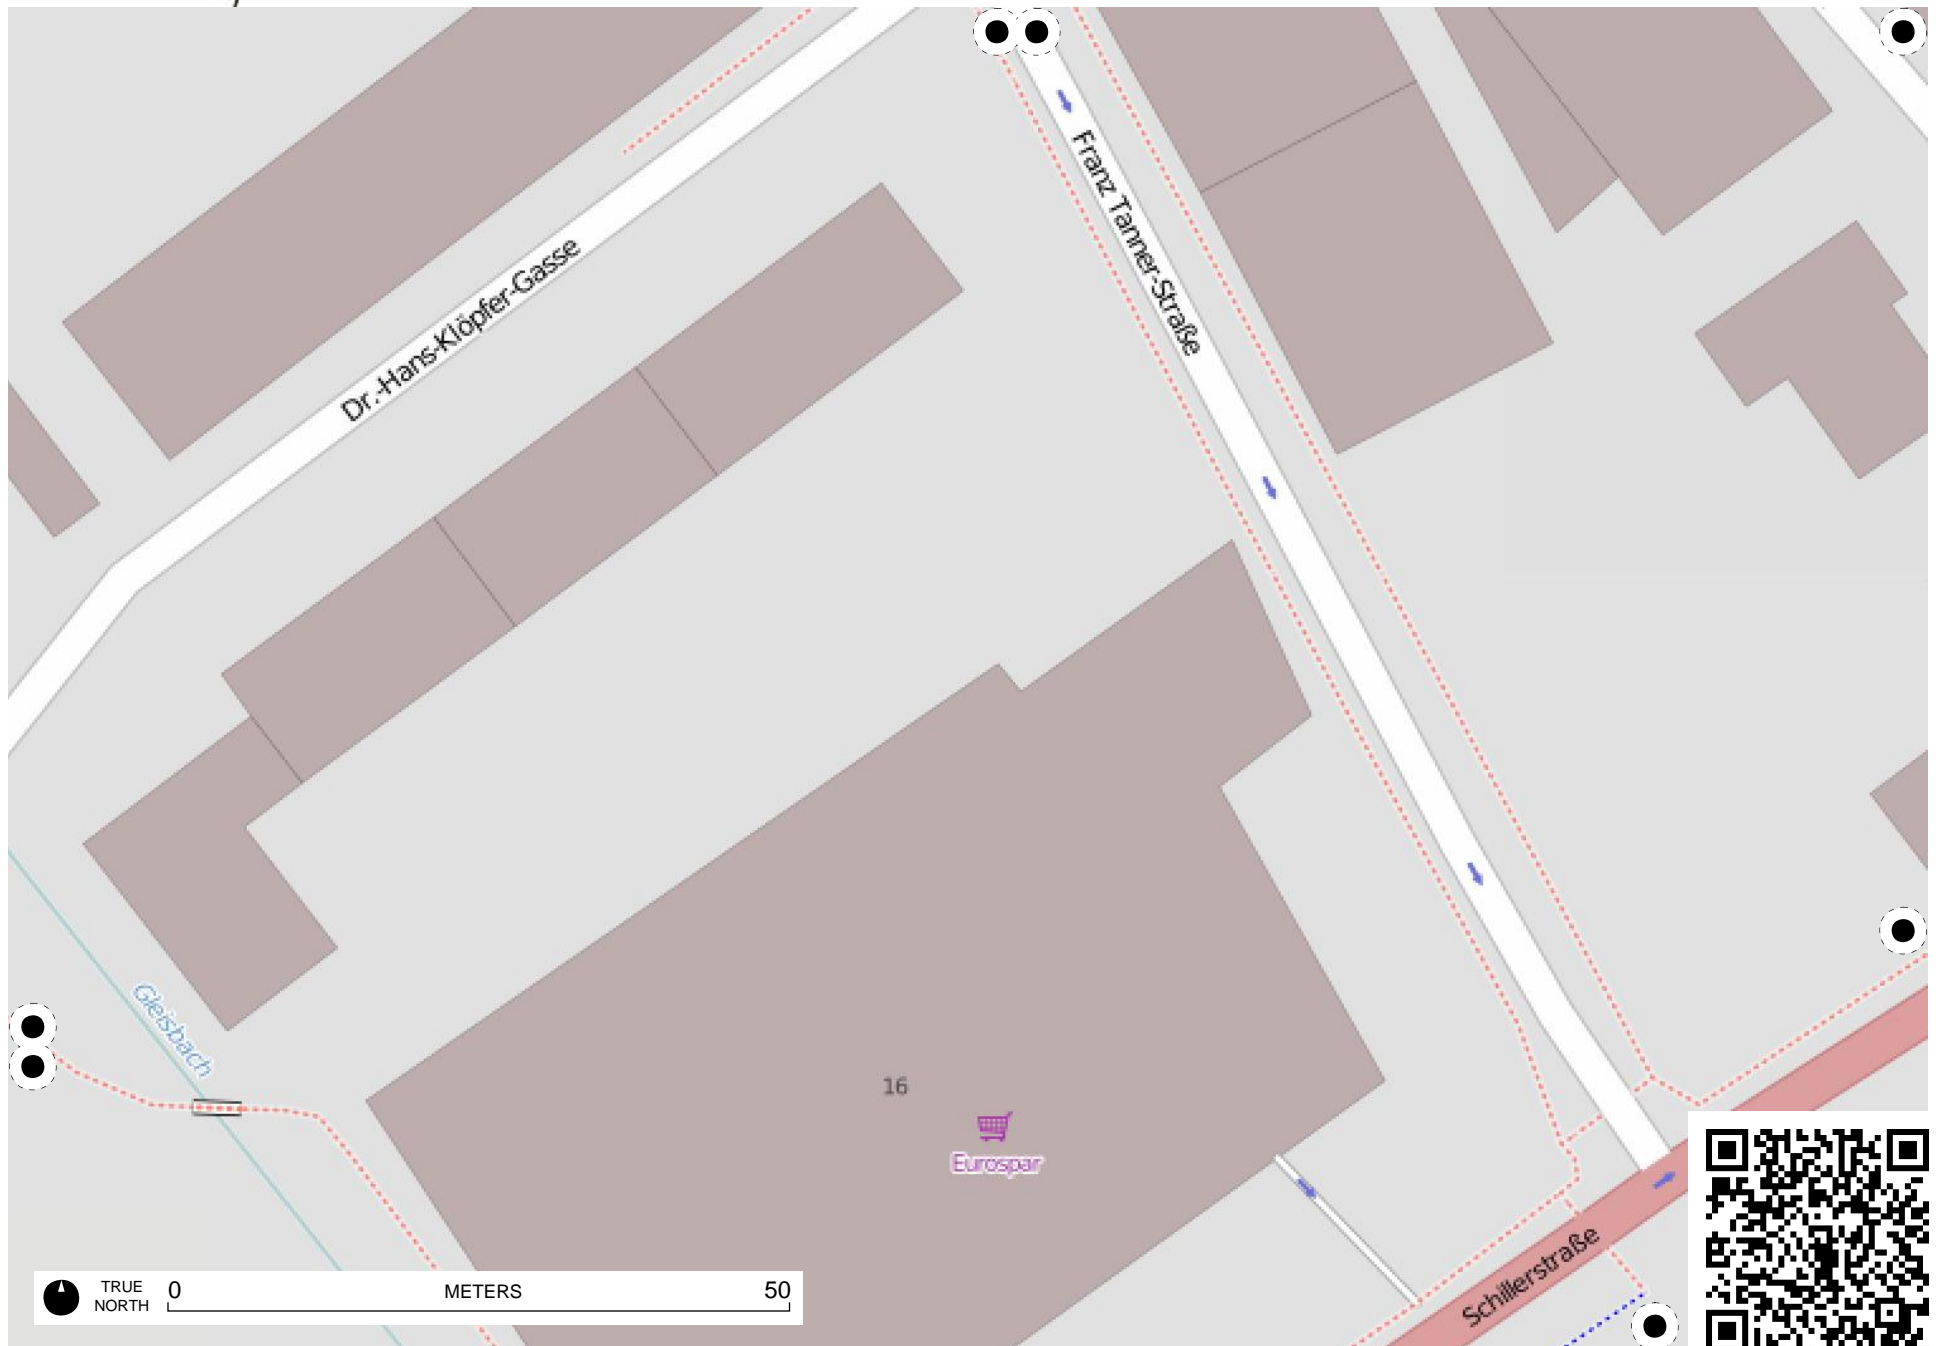 Franz Tanner-Straße
Dr.-Hans-Klöpfer-Gasse
Gleisbach
16
Eurospar
Schillerstraße
TRUE
NORTH
0
METERS
50